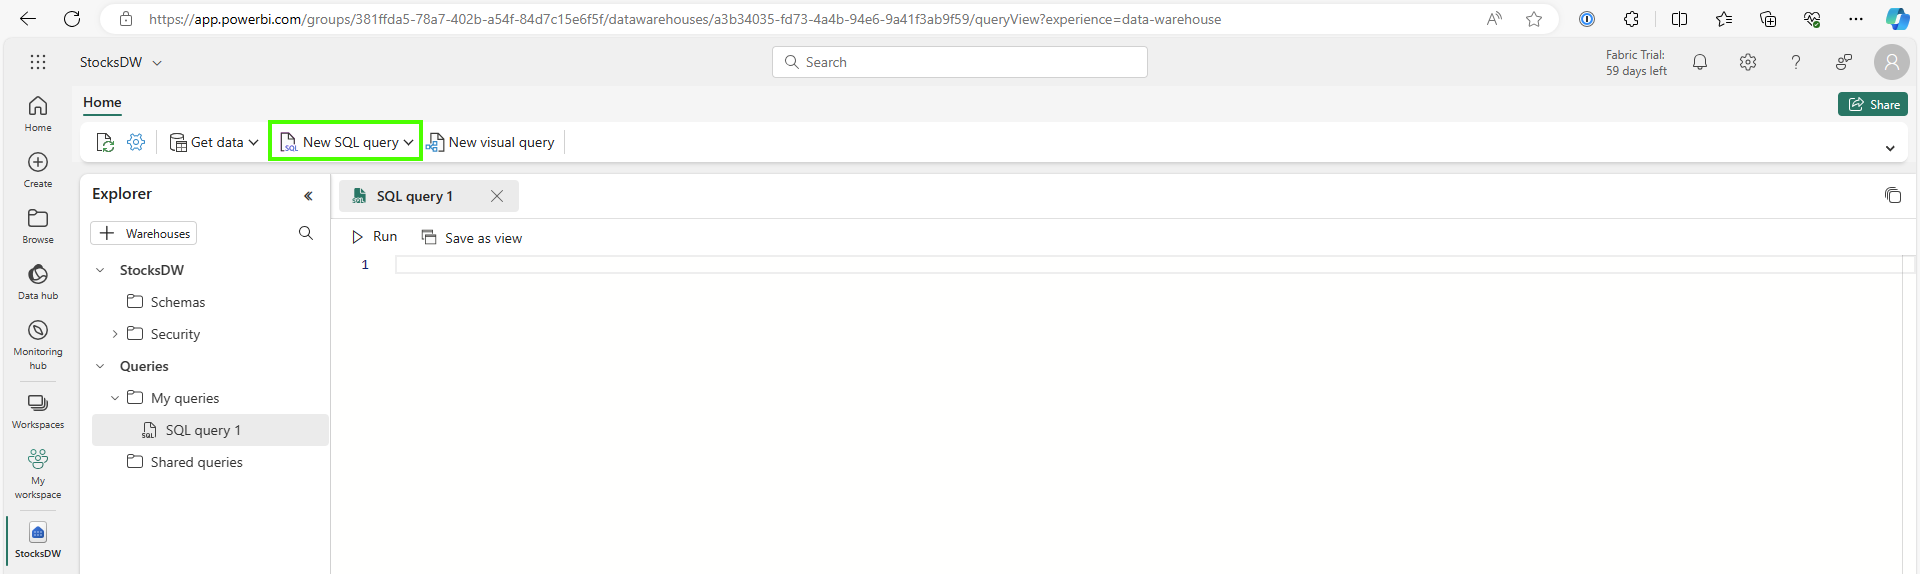 https://app.powerbi.com/groups/381ffda5-78a7-402b-a54f-84d7c15e6f5f/datawarehouses/a3b34035-fd73-4a4b-94e6-9a41f3ab9f59/queryView?experience=data-warehouse
StocksDW
Search
Fabric Trial:
59 days left
Home
Share
Get data
SQL
New SQL query
New visual query
Home
Create
Browse
Data hub
Monitoring
hub
Workspaces
My
workspace
StocksDW
Explorer
Warehouses
StocksDW
Schemas
Security
Queries
My queries
SQL
SQL query 1
Shared queries
SQL
SQL query 1
Run
Save as view
1